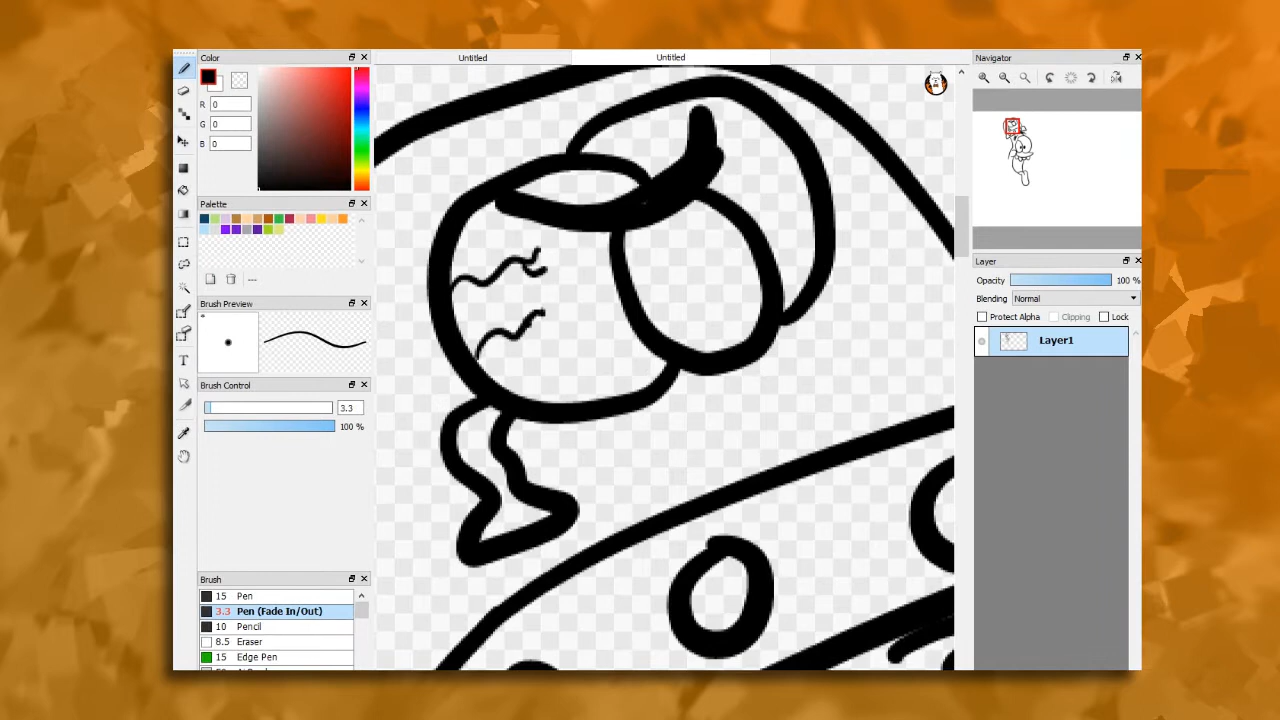 Color
Untitled
Untitled
Navigator
R 0
G 0
B 0
Palette
Layer
Opacity 100 %
Blending Normal
Brush Preview
Protect Alpha Clipping Lock
Layer1
Brush Control
3.3
100 %
T
Brush
15 Pen
3.3 Pen (Fade In/Out)
10 Pencil
8.5 Eraser
15 Edge Pen